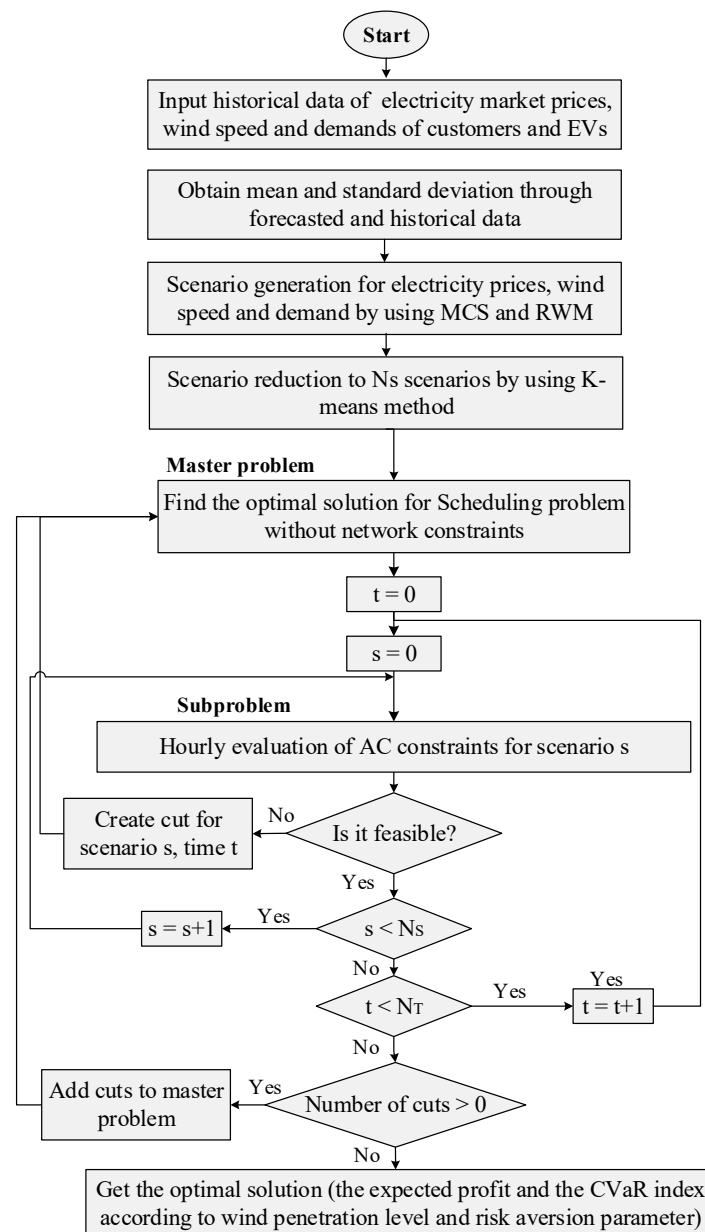 Start
Input historical data of electricity market prices,
wind speed and demands of customers and EVs
Obtain mean and standard deviation through
forecasted and historical data
Scenario generation for electricity prices, wind
speed and demand by using MCS and RWM
Scenario reduction to Ns scenarios by using K-
means method
Master problem
Find the optimal solution for Scheduling problem
without network constraints
t = 0
s = 0
Subproblem
Hourly evaluation of AC constraints for scenario s
Create cut for
scenario s, time t
No
Is it feasible?
Yes
s = s+1
Yes
s < NS
No
t < NT
Yes
Yes
t = t+1
No
Add cuts to master
problem
Yes
Number of cuts > 0
No
Get the optimal solution (the expected profit and the CVaR index
according to wind penetration level and risk aversion parameter)